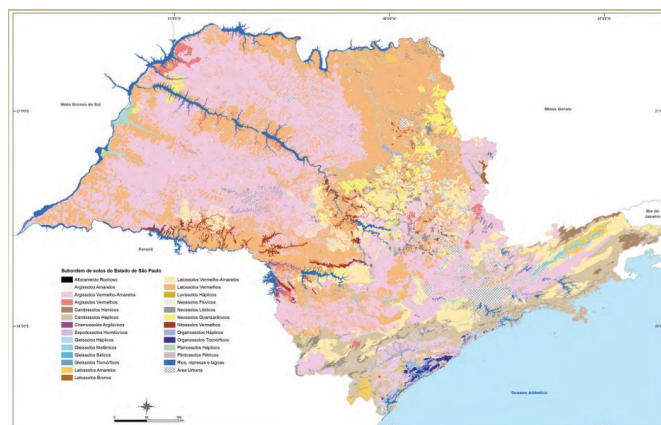 Mato Grosso do Sul
Minas Gerais
Rio de
Janeiro
Paraná
Oceano Atlântico
Subordem de solos do Estado de São Paulo
Afloramento Rochoso
Argissolos Amarelos
Argissolos Vermelho-Amarelos
Argissolos Vermelhos
Cambissolos Húmicos
Cambissolos Háplicos
Chernossolos Argilúvicos
Espodossolos Humilúvicos
Gleissolos Háplicos
Gleissolos Melânicos
Gleissolos Sálicos
Gleissolos Tiomórficos
Latossolos Amarelos
Latossolos Brunos
Latossolos Vermelho-Amarelos
Latossolos Vermelhos
Luvissolos Háplicos
Neossolos Flúvicos
Neossolos Litólicos
Neossolos Quartzarênicos
Nitossolos Vermelhos
Organossolos Háplicos
Organossolos Tiomórficos
Planossolos Háplicos
Plintossolos Pétricos
Rios, represas e lagoas
Área Urbana